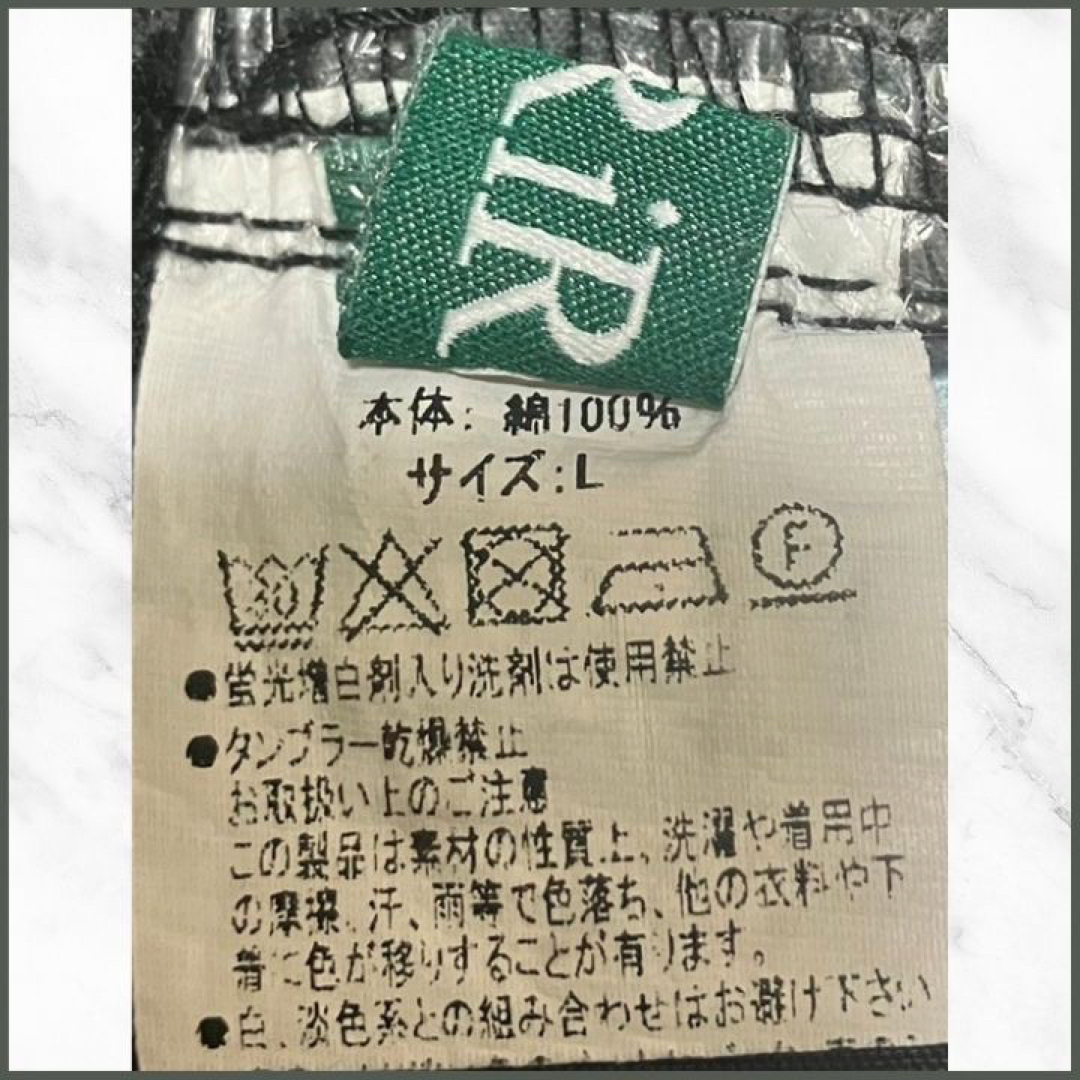 iR
本体: 綿100%
サイズ:L
30
F
●蛍光増白剤入り洗剤は使用禁止
●タンブラー乾燥禁止
お取扱い上のご注意
この製品は素材の性質上、洗濯や着用中
の摩擦、汗、雨等で色落ち、他の衣料や下
着に色が移りすることが有ります。
●白、淡色系との組み合わせはお避け下さい